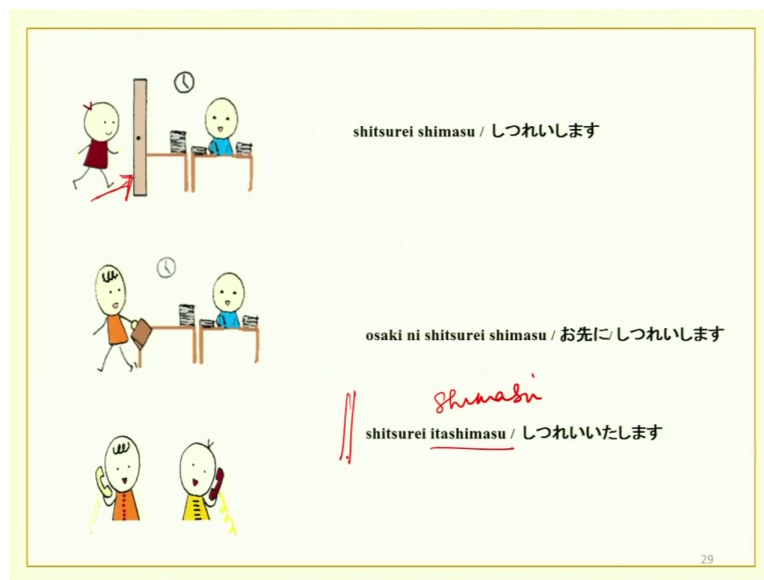 shitsurei shimasu / しつれいします
osaki ni shitsurei shimasu / お先に/しつれいします
shimasu
shitsurei itashimasu / しつれいいたします
29